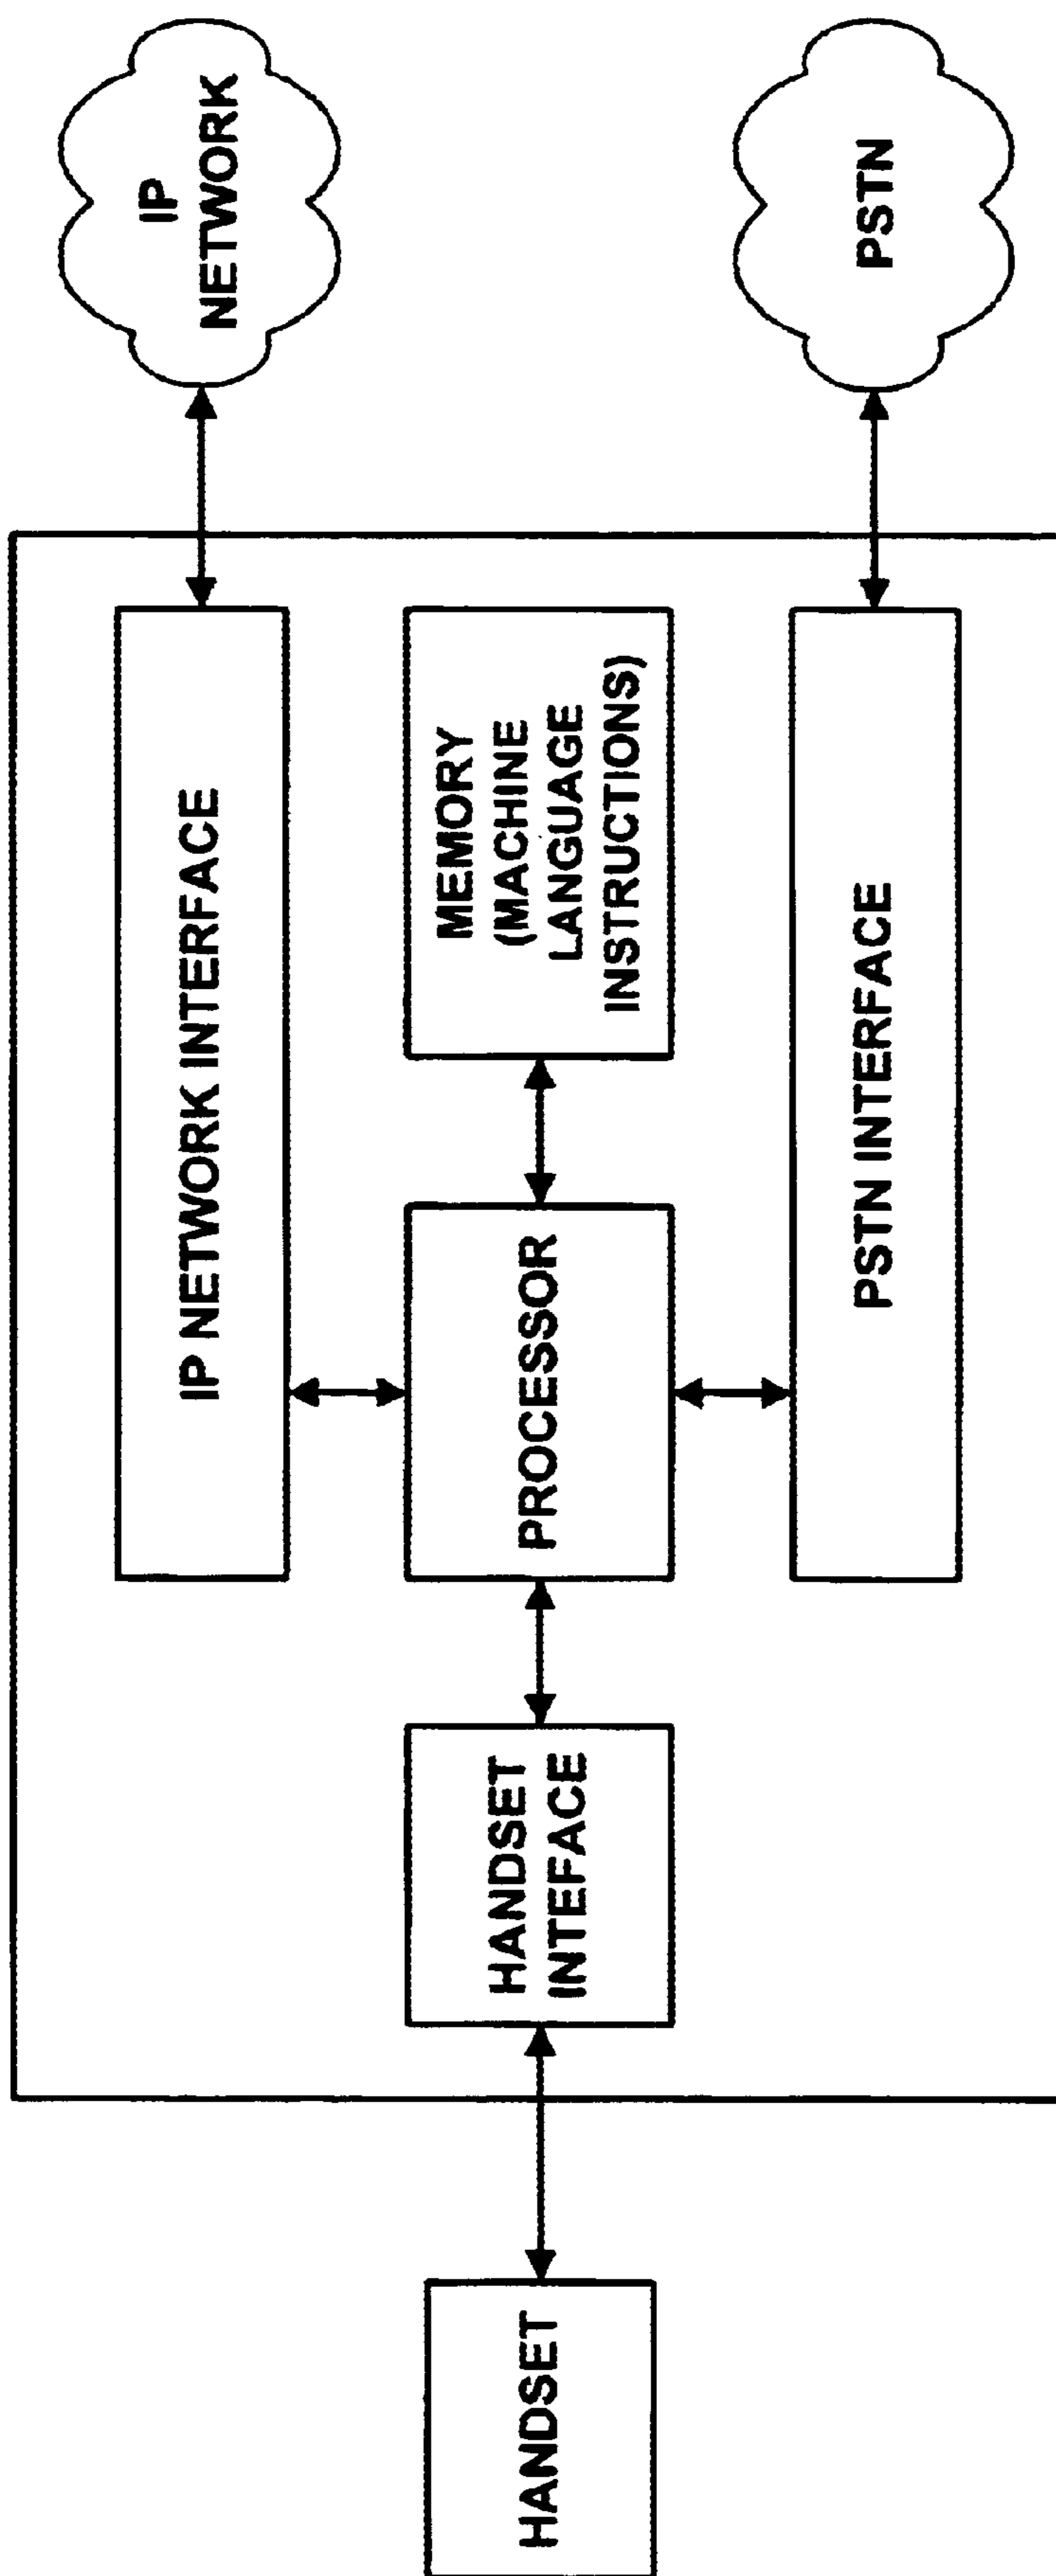 HANDSET
HANDSET
INTEFACE
PROCESSOR
IP NETWORK INTERFACE
MEMORY
(MACHINE
LANGUAGE
INSTRUCTIONS)
PSTN INTERFACE
IP
NETWORK
PSTN